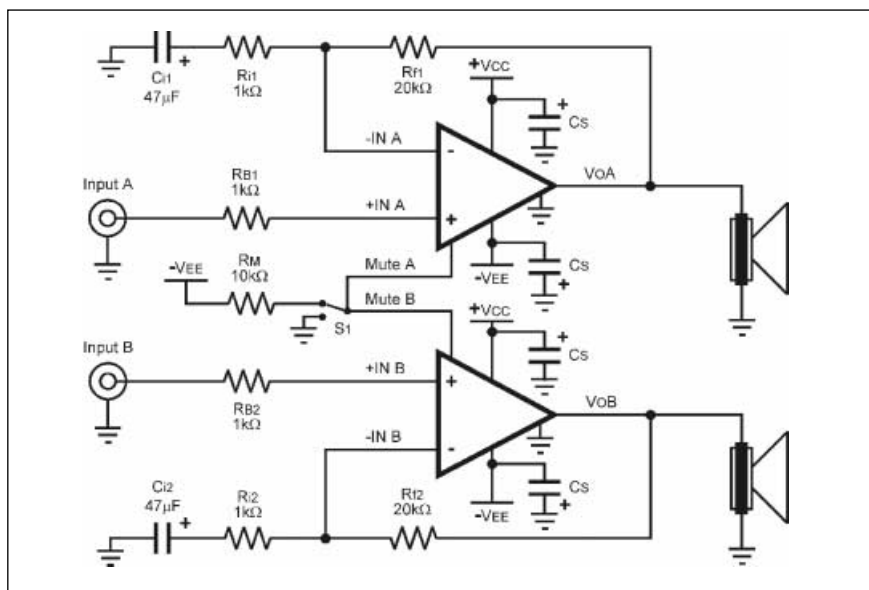 Ci1
47µF
+
Ri1
1kΩ
Rf1
20kΩ
+VCC
+
CS
-IN A
-
Input A
RB1
1kΩ
+IN A
+
VOA
-VEE
RM
10kΩ
Mute A
-VEE
CS
+
Mute B
S1
+VCC
+
CS
Input B
RB2
1kΩ
+IN B
+
VOB
-IN B
-
Ci2
47µF
+
Ri2
1kΩ
Rf2
20kΩ
-VEE
CS
+